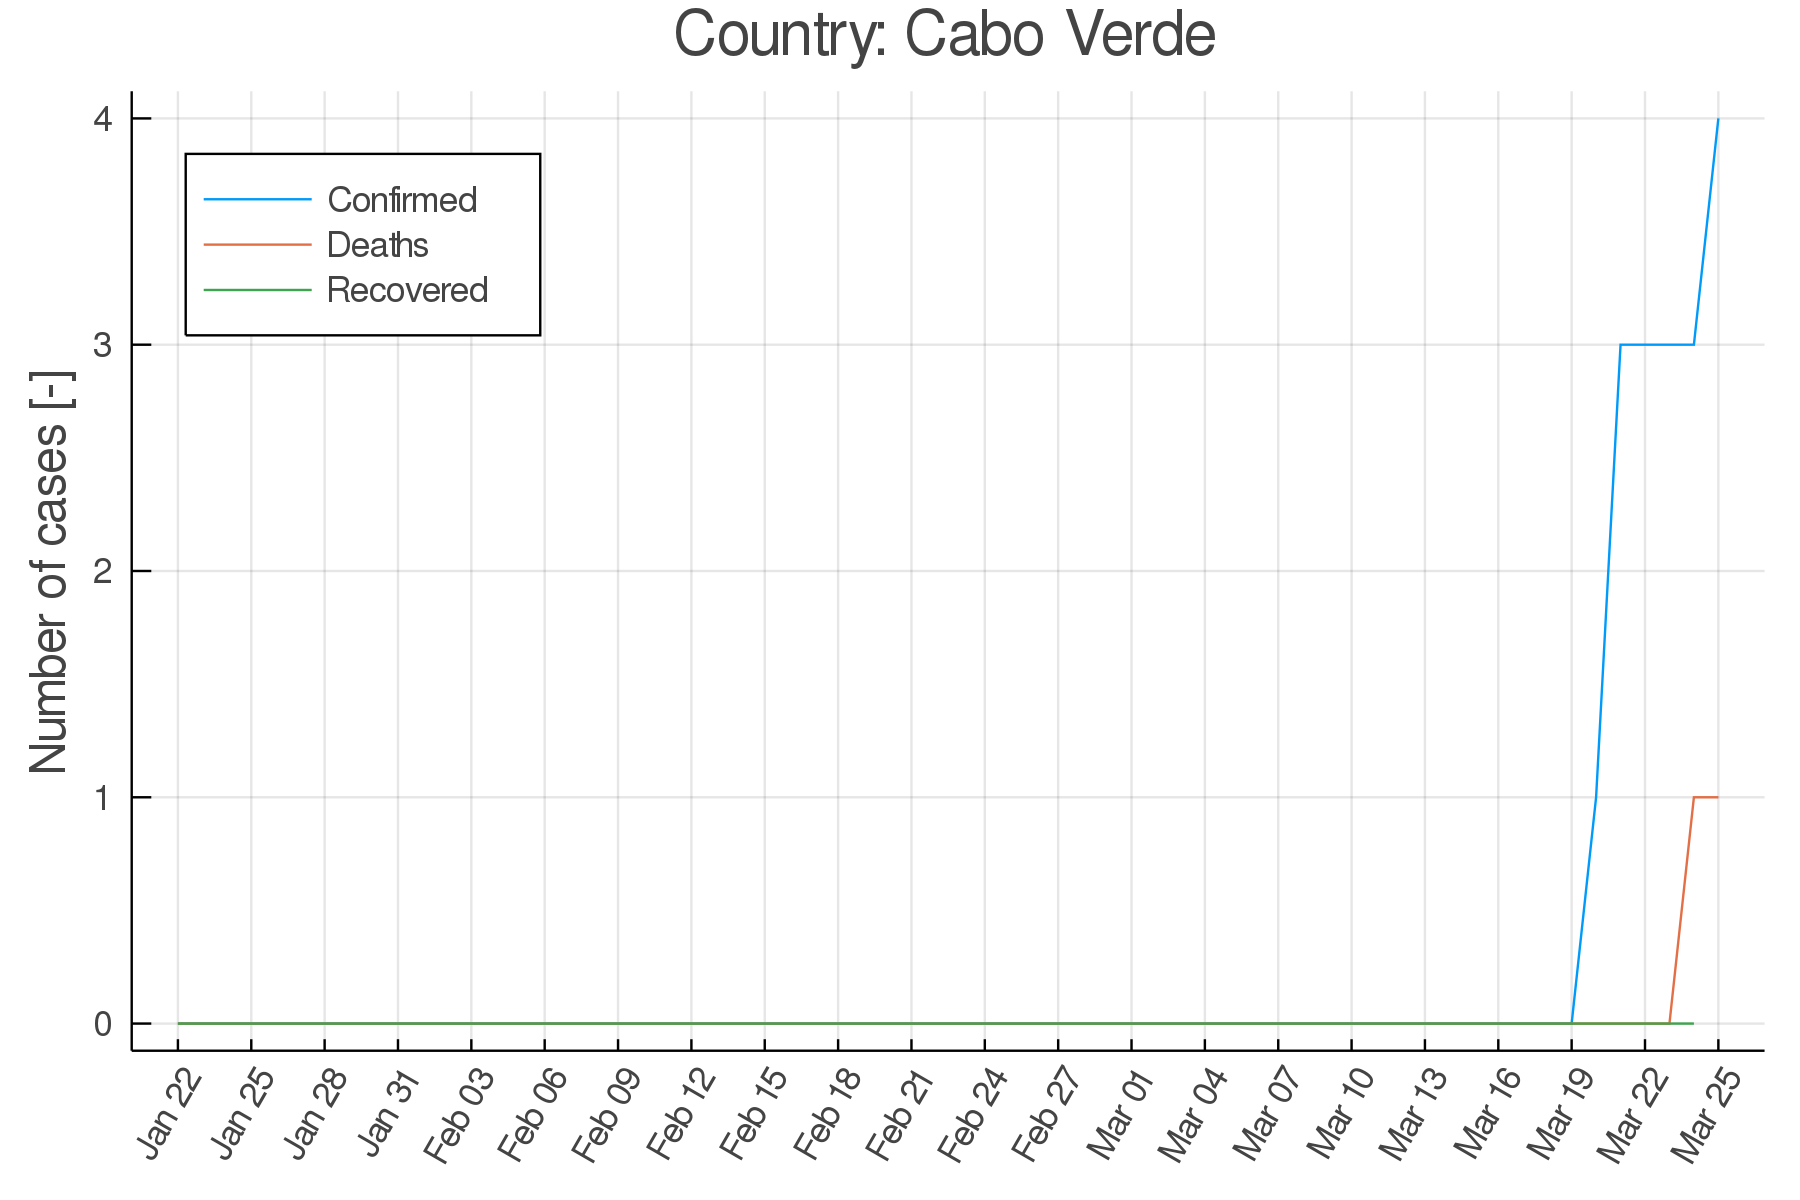 Country: Cabo Verde
Number of cases [-]
4
3
2
1
0
Confirmed
Deaths
Recovered
Jan 22
Jan 25
Jan 28
Jan 31
Feb 03
Feb 06
Feb 09
Feb 12
Feb 15
Feb 18
Feb 21
Feb 24
Feb 27
Mar 01
Mar 04
Mar 07
Mar 10
Mar 13
Mar 16
Mar 19
Mar 22
Mar 25